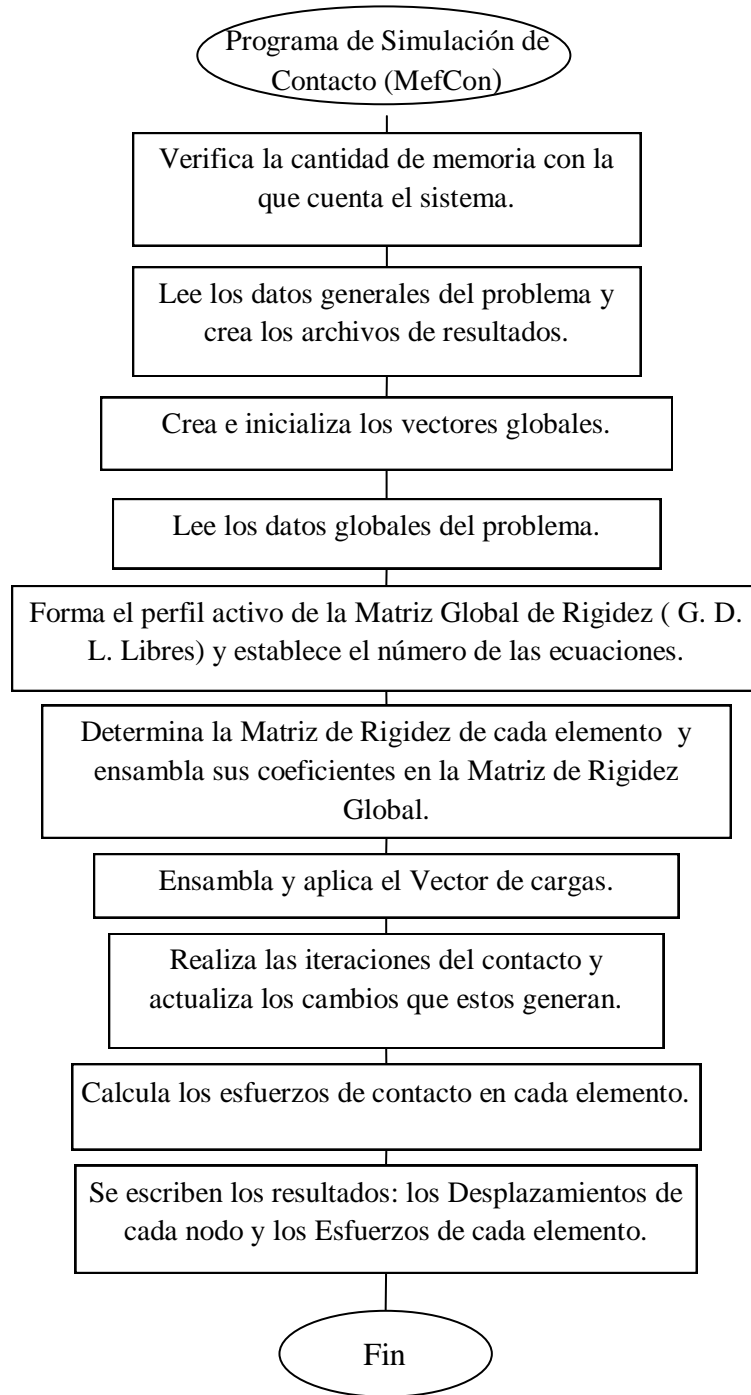 Programa de Simulación de
Contacto (MefCon)
Verifica la cantidad de memoria con la
que cuenta el sistema.
Lee los datos generales del problema y
crea los archivos de resultados.
Crea e inicializa los vectores globales.
Lee los datos globales del problema.
Forma el perfil activo de la Matriz Global de Rigidez ( G. D.
L. Libres) y establece el número de las ecuaciones.
Determina la Matriz de Rigidez de cada elemento y
ensambla sus coeficientes en la Matriz de Rigidez
Global.
Ensambla y aplica el Vector de cargas.
Realiza las iteraciones del contacto y
actualiza los cambios que estos generan.
Calcula los esfuerzos de contacto en cada elemento.
Se escriben los resultados: los Desplazamientos de
cada nodo y los Esfuerzos de cada elemento.
Fin